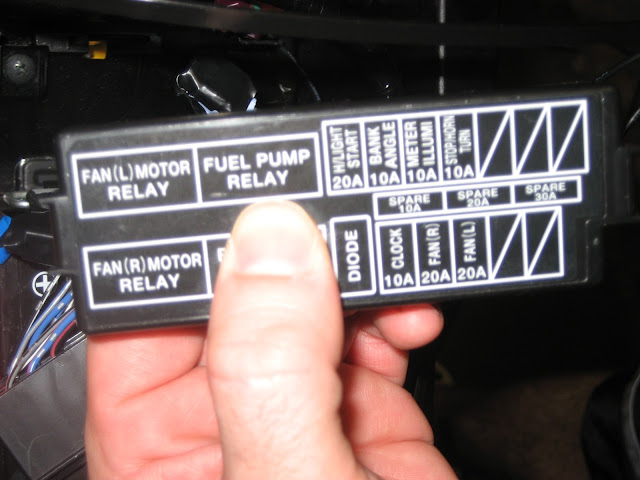 FAN(L)MOTOR
RELAY
FUEL PUMP
RELAY
H/LIGHT
START
20A
BANK
ANGLE
10A
METER
ILLUMI
10A
STOP/HORN
TURN
10A
SPARE
10A
SPARE
20A
SPARE
30A
FAN(R)MOTOR
RELAY
DIODE
CLOCK
10A
FAN(R)
20A
FAN(L)
20A